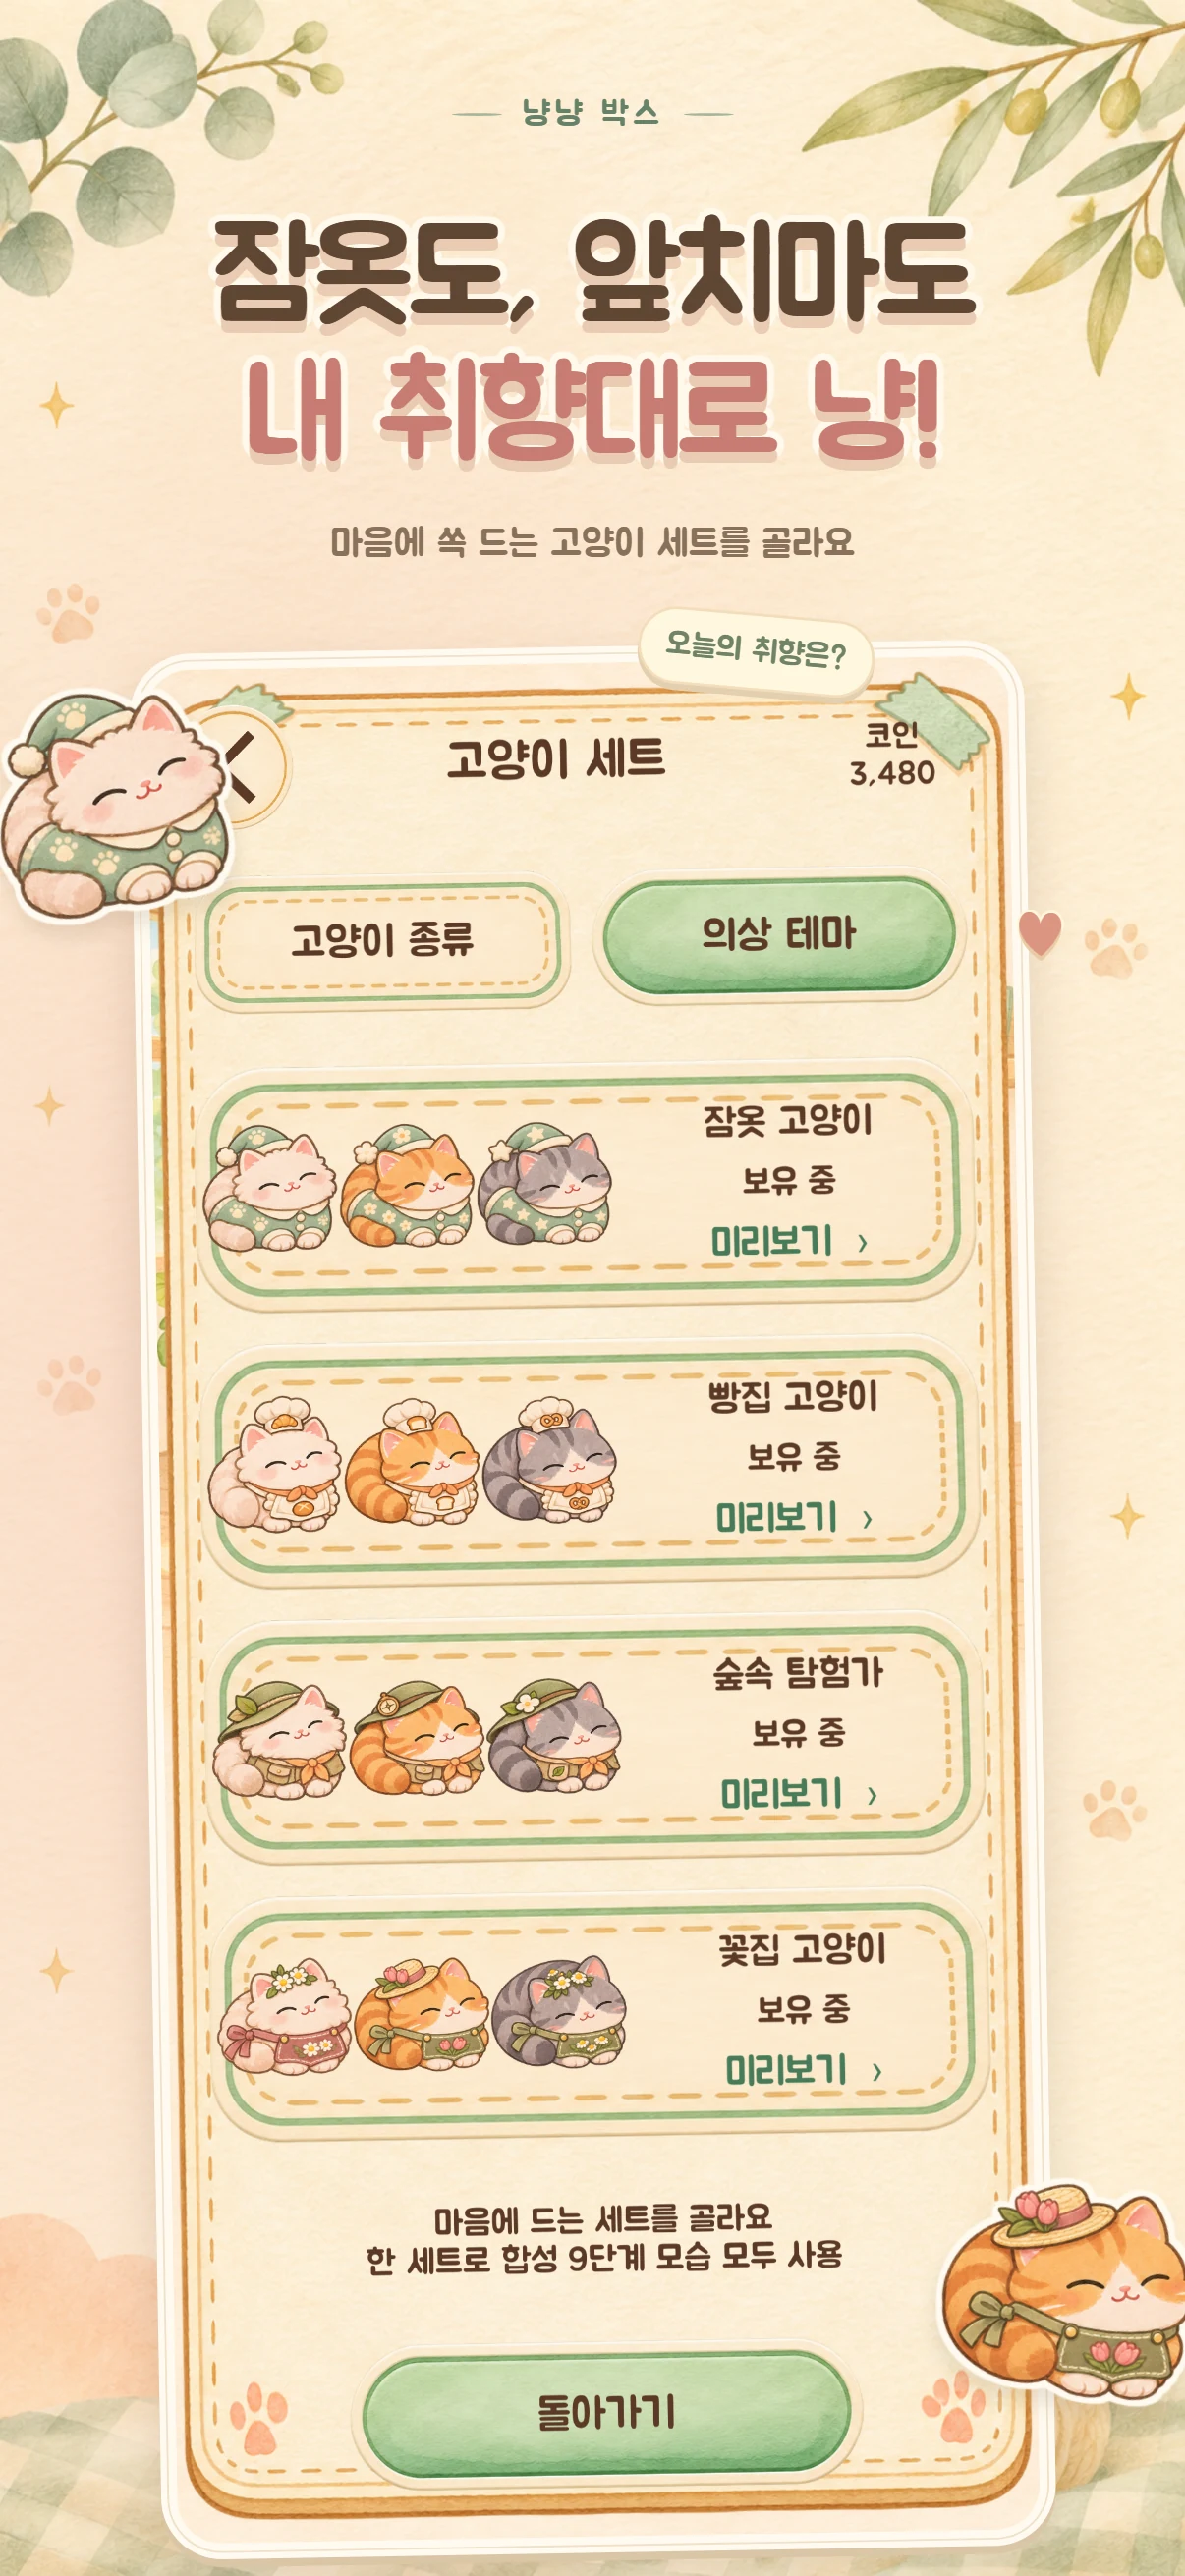 냥냥 박스
잠옷도, 앞치마도
내 취향대로 냥!
마음에 쏙 드는 고양이 세트를 골라요
오늘의 취향은?
고양이 세트
코인
3,480
고양이 종류
의상 테마
잠옷 고양이
보유 중
미리보기 ›
빵집 고양이
보유 중
미리보기 ›
숲속 탐험가
보유 중
미리보기 ›
꽃집 고양이
보유 중
미리보기 ›
마음에 드는 세트를 골라요
한 세트로 합성 9단계 모습 모두 사용
돌아가기